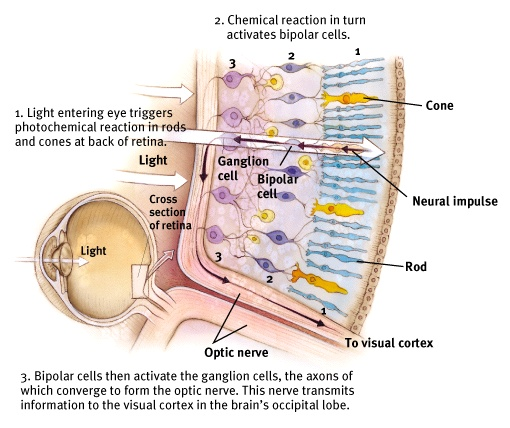 2. Chemical reaction in turn
activates bipolar cells.
3
2
1
Cone
1. Light entering eye triggers
photochemical reaction in rods
and cones at back of retina.
Light
Ganglion
cell
Bipolar
cell
Neural impulse
Cross
section
of retina
Light
3
2
1
Rod
Optic nerve
To visual cortex
3. Bipolar cells then activate the ganglion cells, the axons of
which converge to form the optic nerve. This nerve transmits
information to the visual cortex in the brain's occipital lobe.